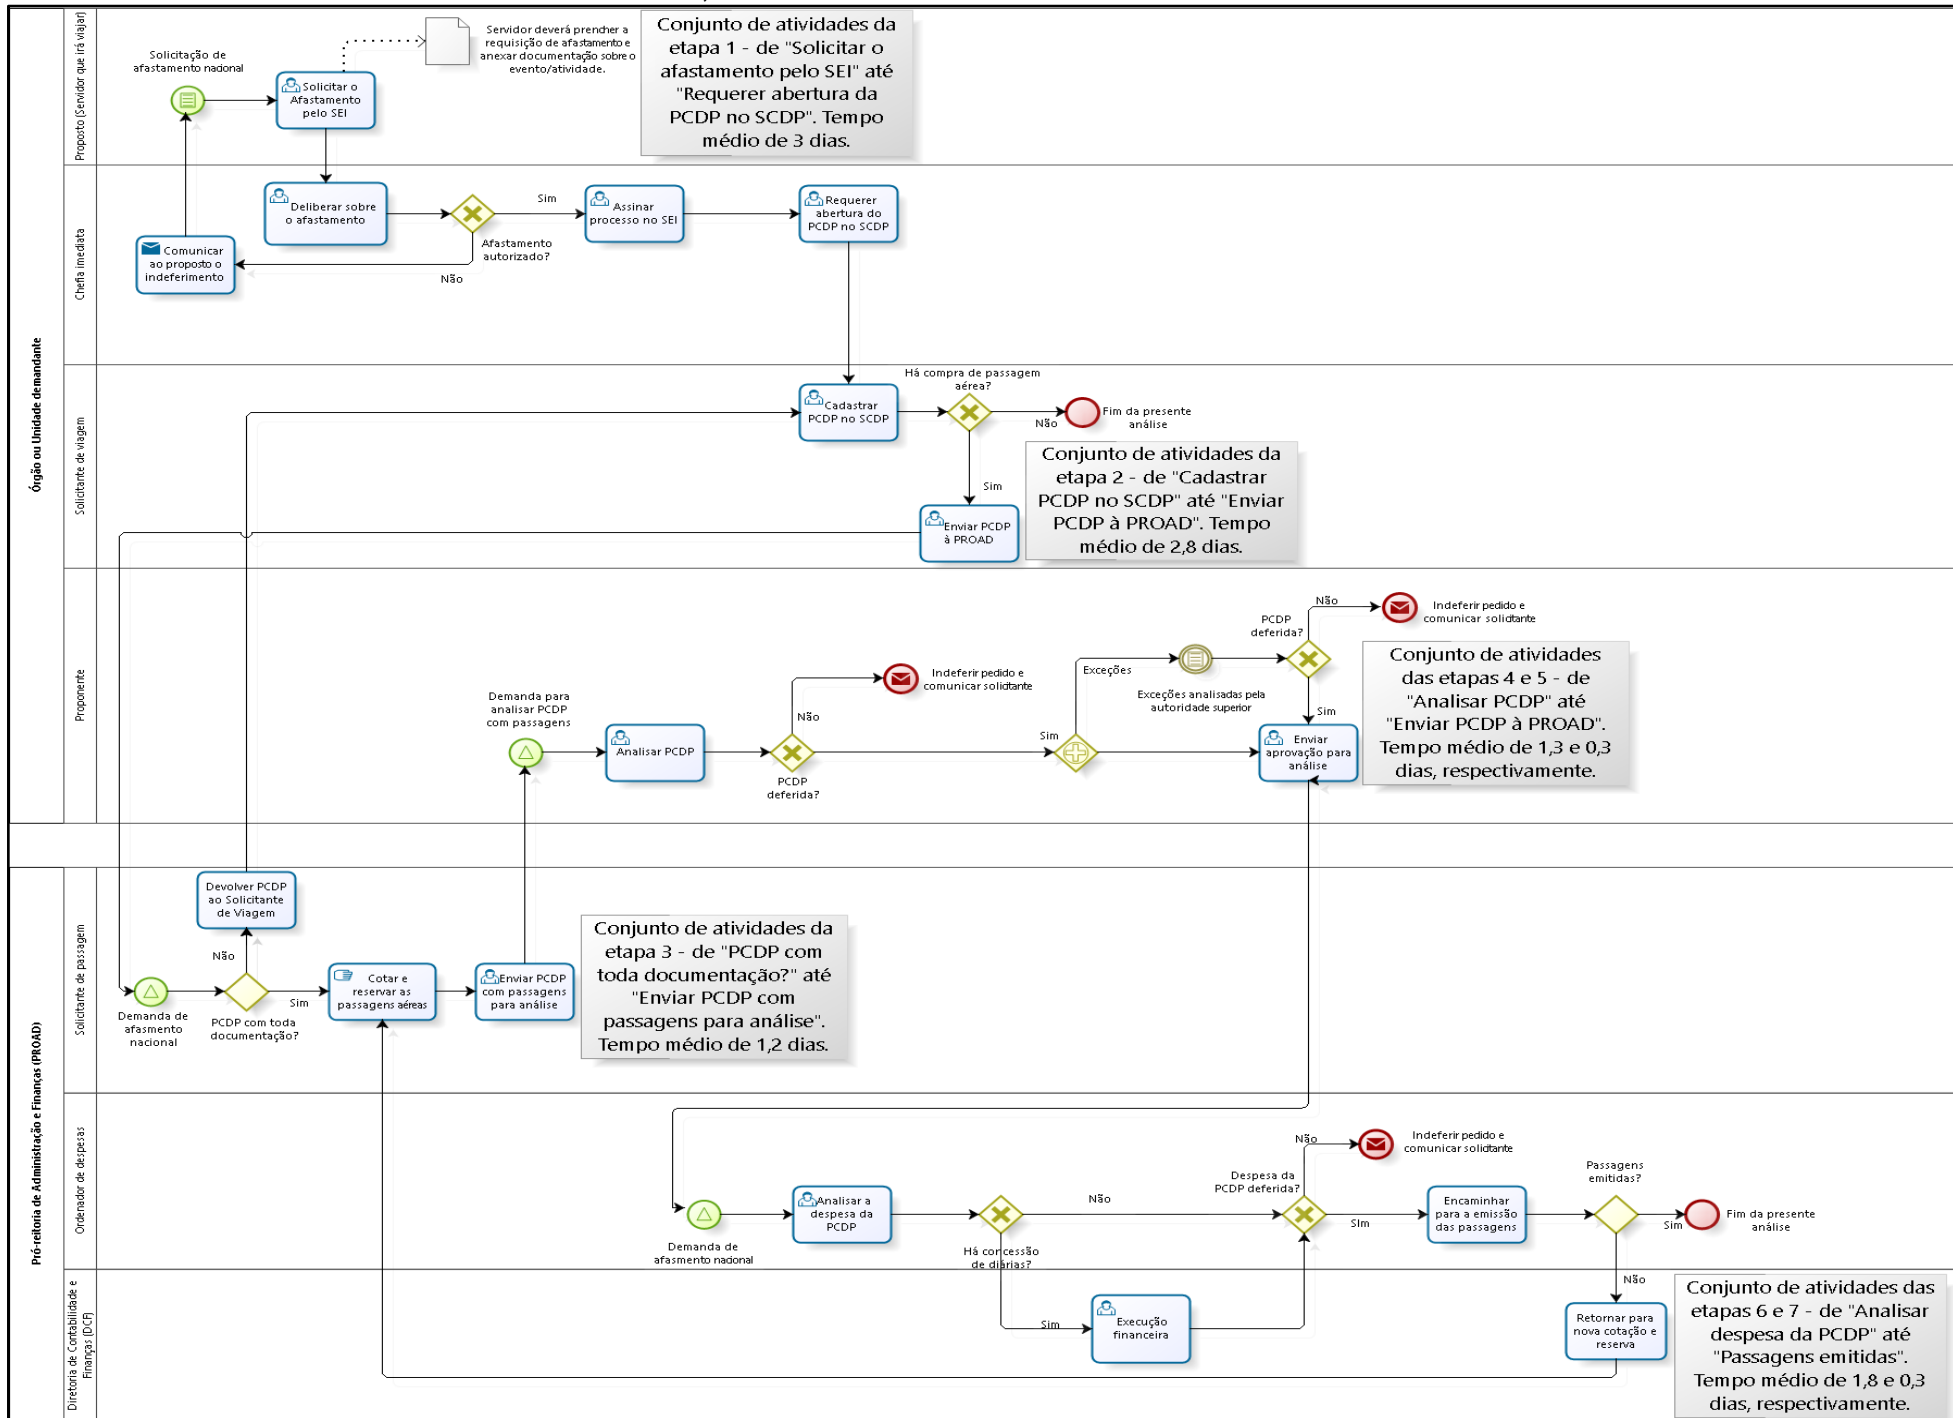 Órgão ou Unidade demandante
Proposto (Servidor que irá viajar)
Solicitação de
afastamento nacional
Solicitar o
Afastamento
pelo SEI
Servidor deverá prencher a
requisição de afastamento e
anexar documentação sobre o
evento/atividade.
Conjunto de atividades da
etapa 1 - de "Solicitar o
afastamento pelo SEI" até
"Requerer abertura da
PCDP no SCDP". Tempo
médio de 3 dias.
Chefia imediata
Deliberar sobre
o afastamento
Afastamento
autorizado?
Sim
Não
Comunicar
ao proposto o
indeferimento
Assinar
processo no SEI
Requerer
abertura do
PCDP no SCDP
Solicitante de viagem
Cadastrar
PCDP no SCDP
Há compra de passagem
aérea?
Não
Fim da presente
análise
Sim
Enviar PCDP
à PROAD
Conjunto de atividades da
etapa 2 - de "Cadastrar
PCDP no SCDP" até "Enviar
PCDP à PROAD". Tempo
médio de 2,8 dias.
Proponente
Demanda para
analisar PCDP
com passagens
Analisar PCDP
PCDP
deferida?
Não
Indeferir pedido e
comunicar solicitante
Sim
Exceções
Exceções analisadas pela
autoridade superior
PCDP
deferida?
Não
Indeferir pedido e
comunicar solicitante
Sim
Enviar
aprovação para
análise
Conjunto de atividades
das etapas 4 e 5 - de
"Analisar PCDP" até
"Enviar PCDP à PROAD".
Tempo médio de 1,3 e 0,3
dias, respectivamente.
Pró-reitoria de Administração e Finanças (PROAD)
Solicitante de passagem
Devolver PCDP
ao Solicitante
de Viagem
Não
Demanda de
afasmento
nacional
PCDP com toda
documentação?
Sim
Cotar e
reservar as
passagens aéreas
Enviar PCDP
com passagens
para análise
Conjunto de atividades da
etapa 3 - de "PCDP com
toda documentação?" até
"Enviar PCDP com
passagens para análise".
Tempo médio de 1,2 dias.
Ordenador de despesas
Demanda de
afasmento nacional
Analisar a
despesa da
PCDP
Há concessão
de diárias?
Não
Sim
Despesa da
PCDP deferida?
Não
Indeferir pedido e
comunicar solicitante
Sim
Encaminhar
para a emissão
das passagens
Passagens
emitidas?
Sim
Fim da presente
análise
Não
Diretoria de Contabilidade e
Finanças (DCF)
Execução
financeira
Retornar para
nova cotação e
reserva
Conjunto de atividades das
etapas 6 e 7 - de "Analisar
despesa da PCDP" até
"Passagens emitidas".
Tempo médio de 1,8 e 0,3
dias, respectivamente.